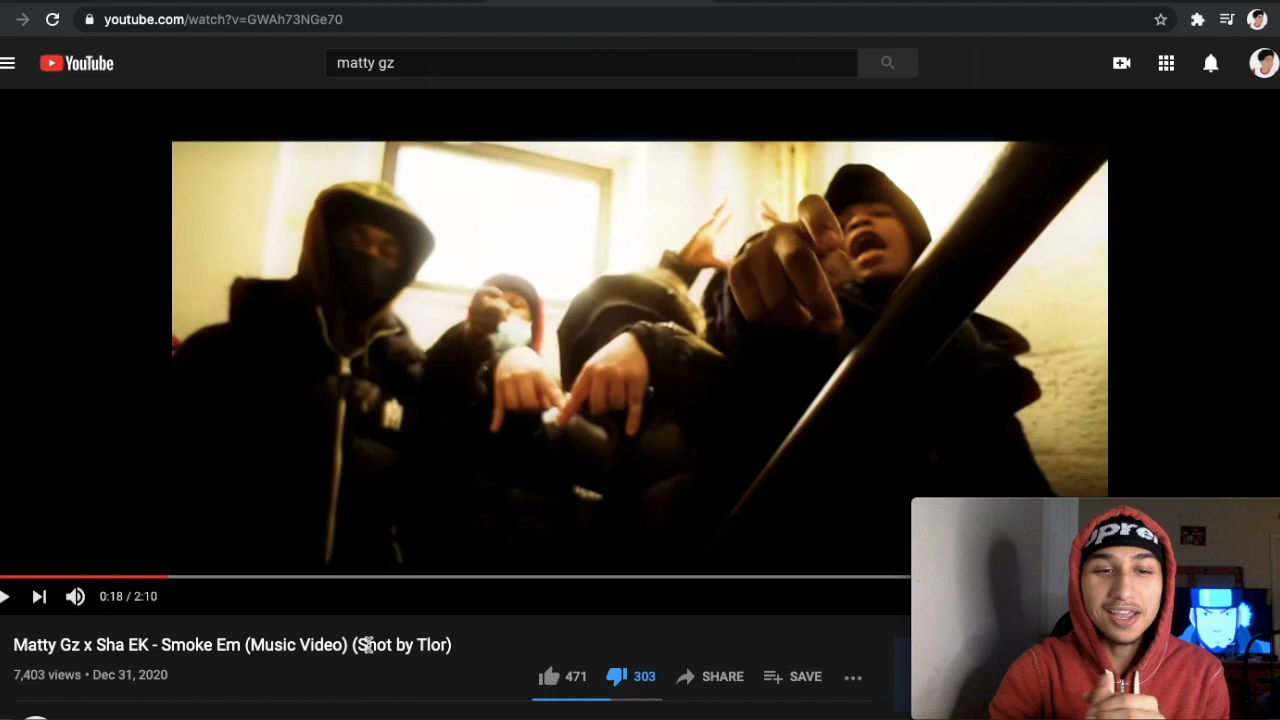 youtube.com/watch?v=GWAh73NGe70
YouTube
matty gz
0:18 / 2:10
Matty Gz x Sha EK - Smoke Em (Music Video) (Shot by Tlor)
7,403 views • Dec 31, 2020
471
303
SHARE
SAVE
upre